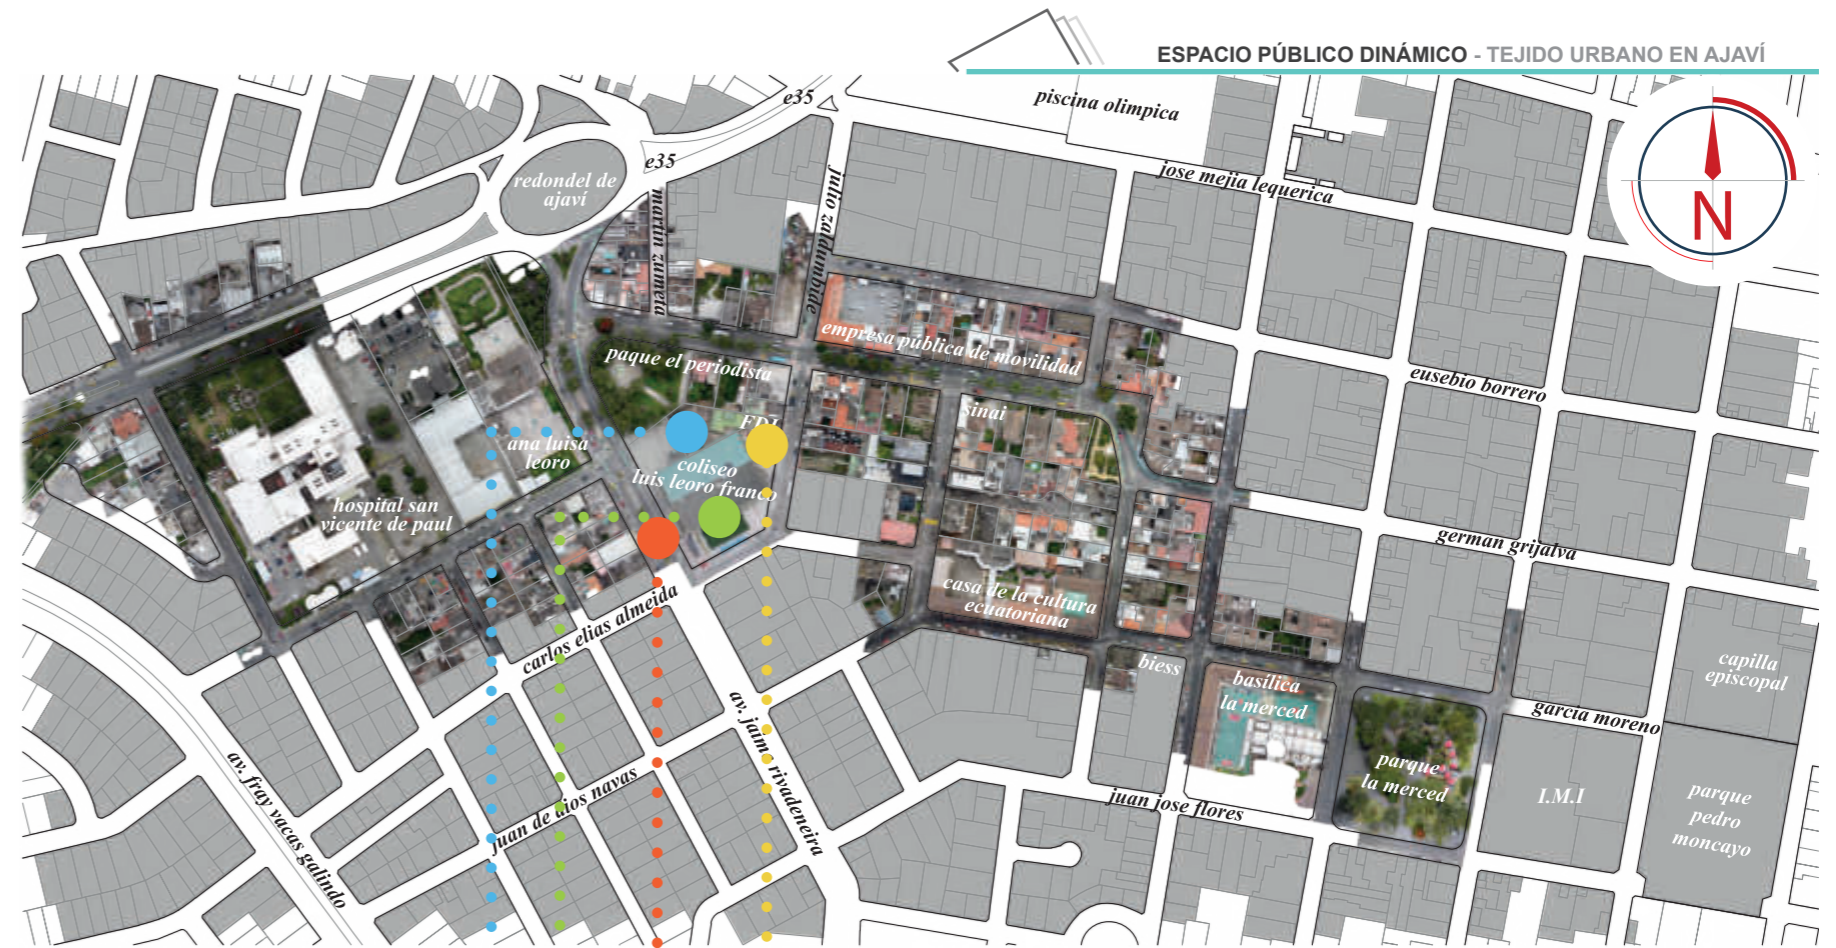 ESPACIO PÚBLICO DINÁMICO - TEJIDO URBANO EN AJAVÍ
e35
piscina olimpica
N
e35
redondel de
ajaví
jose mejia lequerica
martin zumeta
julio zaldumbide
empresa pública de movilidad
paque el periodista
eusebio borrero
sinai
FDI
ana luisa
leoro
coliseo
luis leoro franco
hospital san
vicente de paul
german grijalva
casa de la cultura
ecuatoriana
carlos elias almeida
biess
basílica
la merced
capilla
episcopal
garcia moreno
av. jaime rivadeneira
av. fray vacas galindo
juan de dios navas
juan jose flores
parque
la merced
I.M.I
parque
pedro
moncayo